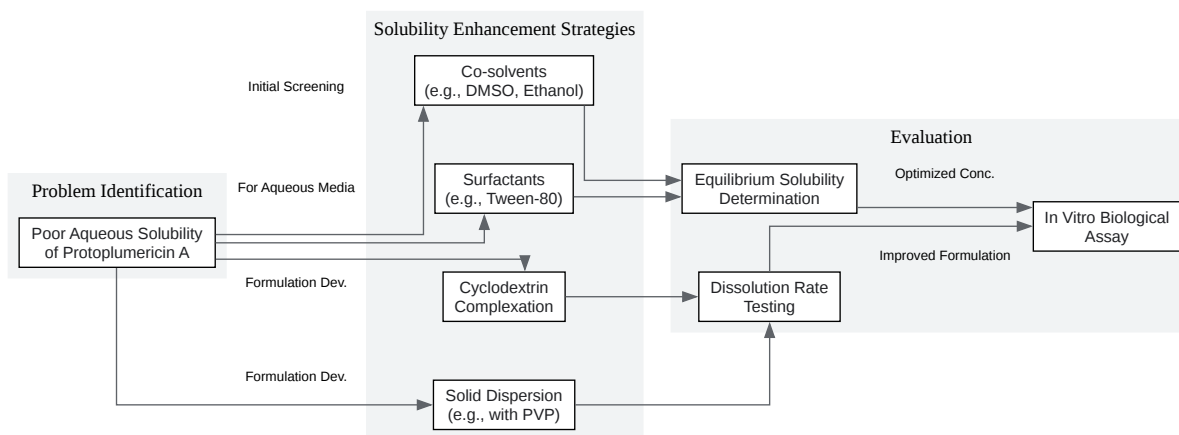 Solubility Enhancement Strategies
Co-solvents
(e.g., DMSO, Ethanol)
Initial Screening
Evaluation
Problem Identification
For Aqueous Media
Surfactants
(e.g., Tween-80)
Equilibrium Solubility
Determination
Optimized Conc.
Poor Aqueous Solubility
of Protoplumericin A
In Vitro Biological
Assay
Improved Formulation
Formulation Dev.
Cyclodextrin
Complexation
Dissolution Rate
Testing
Formulation Dev.
Solid Dispersion
(e.g., with PVP)